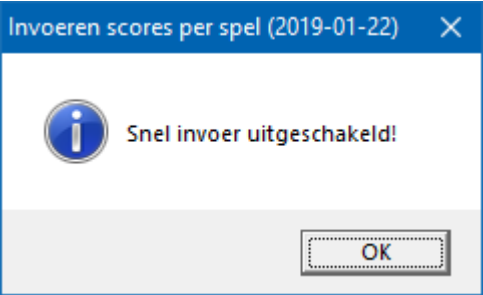 Invoeren scores per spel (2019-01-22)
Snel invoer uitgeschakeld!
OK